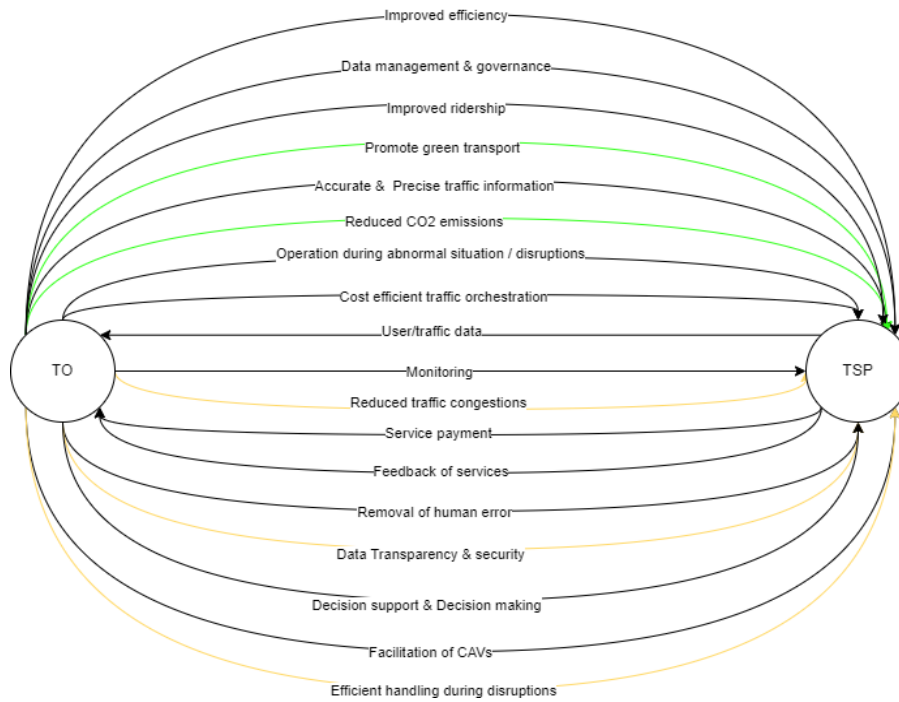 Improved efficiency
Data management & governance
Improved ridership
Promote green transport
Accurate & Precise traffic information
Reduced CO2 emissions
Operation during abnormal situation / disruptions
Cost efficient traffic orchestration
User/traffic data
TO
Monitoring
TSP
Reduced traffic congestions
Service payment
Feedback of services
Removal of human error
Data Transparency & security
Decision support & Decision making
Facilitation of CAVs
Efficient handling during disruptions